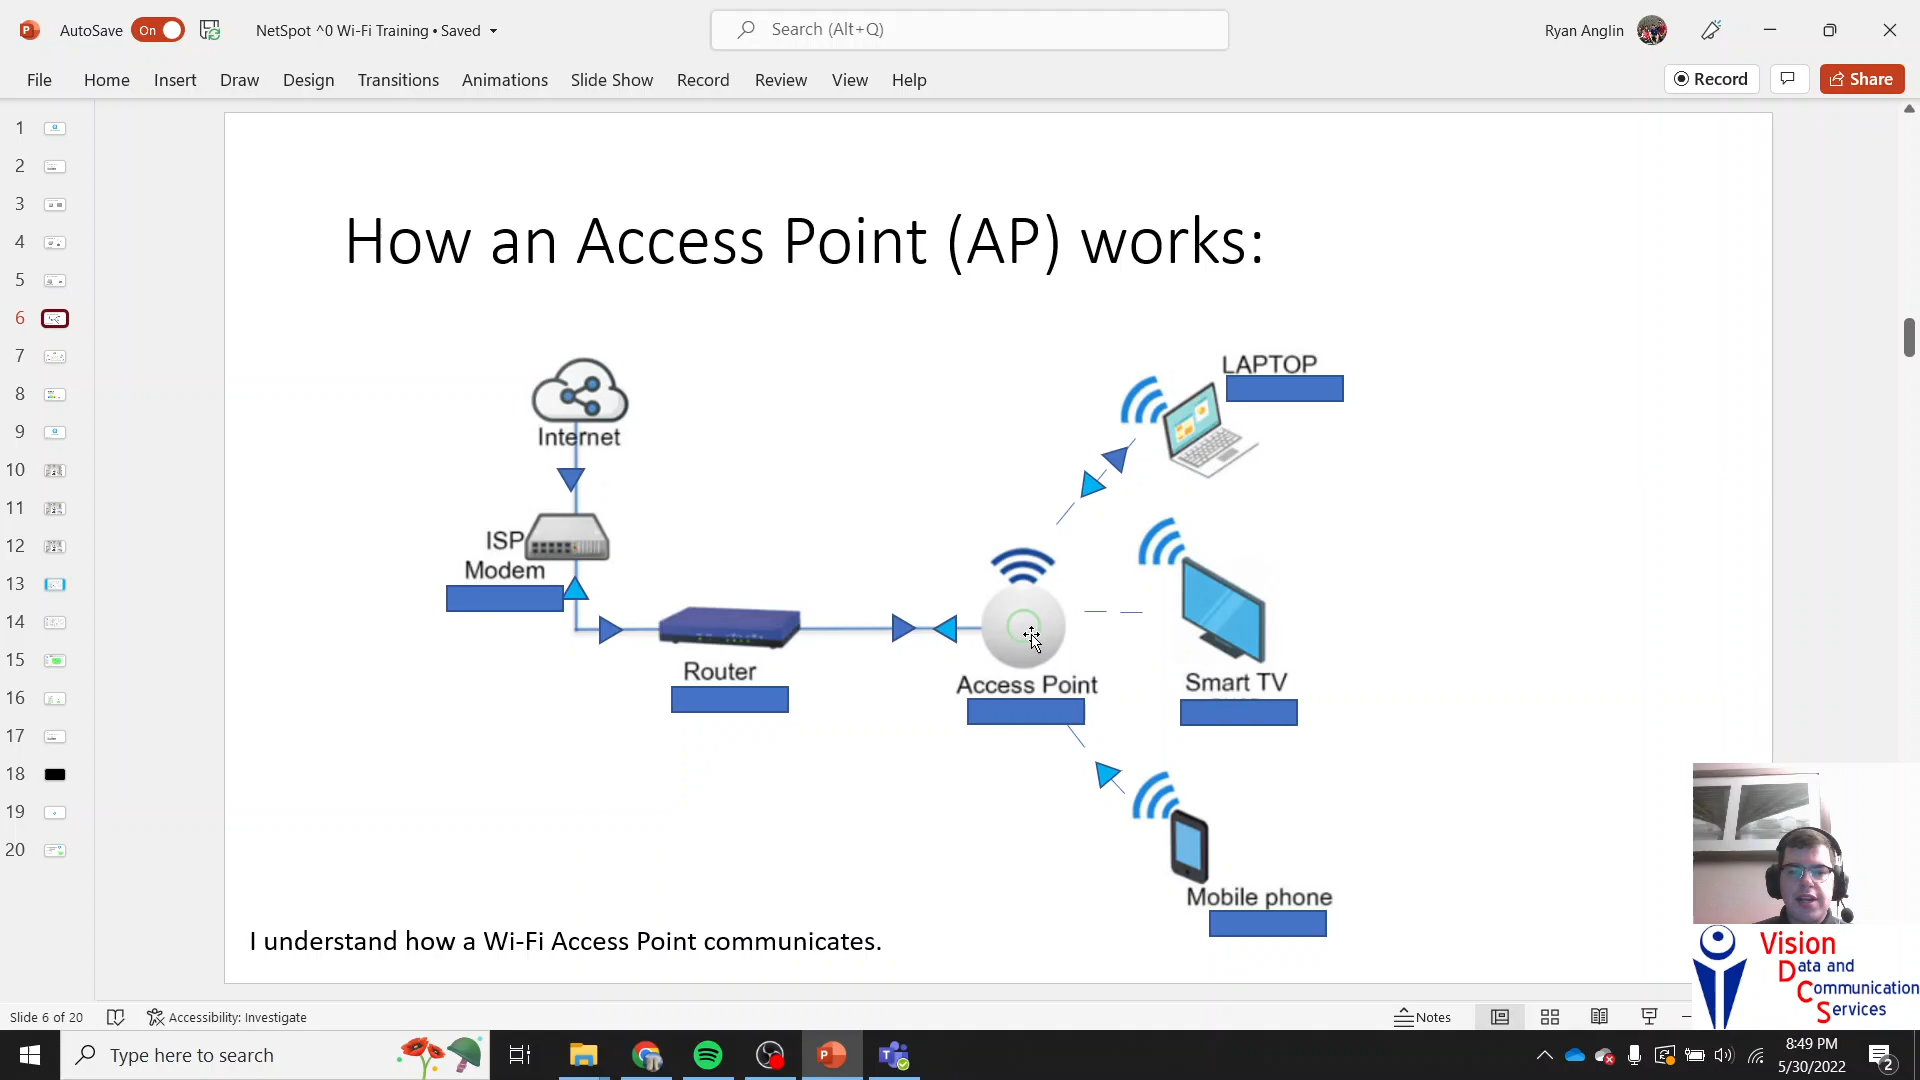 AutoSave On NetSpot ^0 Wi-Fi Training • Saved Search (Alt+Q) Ryan Anglin
File Home Insert Draw Design Transitions Animations Slide Show Record Review View Help Record Share
1
2
3
4
5
6
7
8
9
10
11
12
13
14
15
16
17
18
19
20
How an Access Point (AP) works:
LAPTOP
Internet
ISP
Modem
Router
Access Point
Smart TV
Mobile phone
I understand how a Wi-Fi Access Point communicates.
Vision
Data and
Communication
Services
Slide 6 of 20 Accessibility: Investigate Notes
Type here to search
8:49 PM
5/30/2022
2